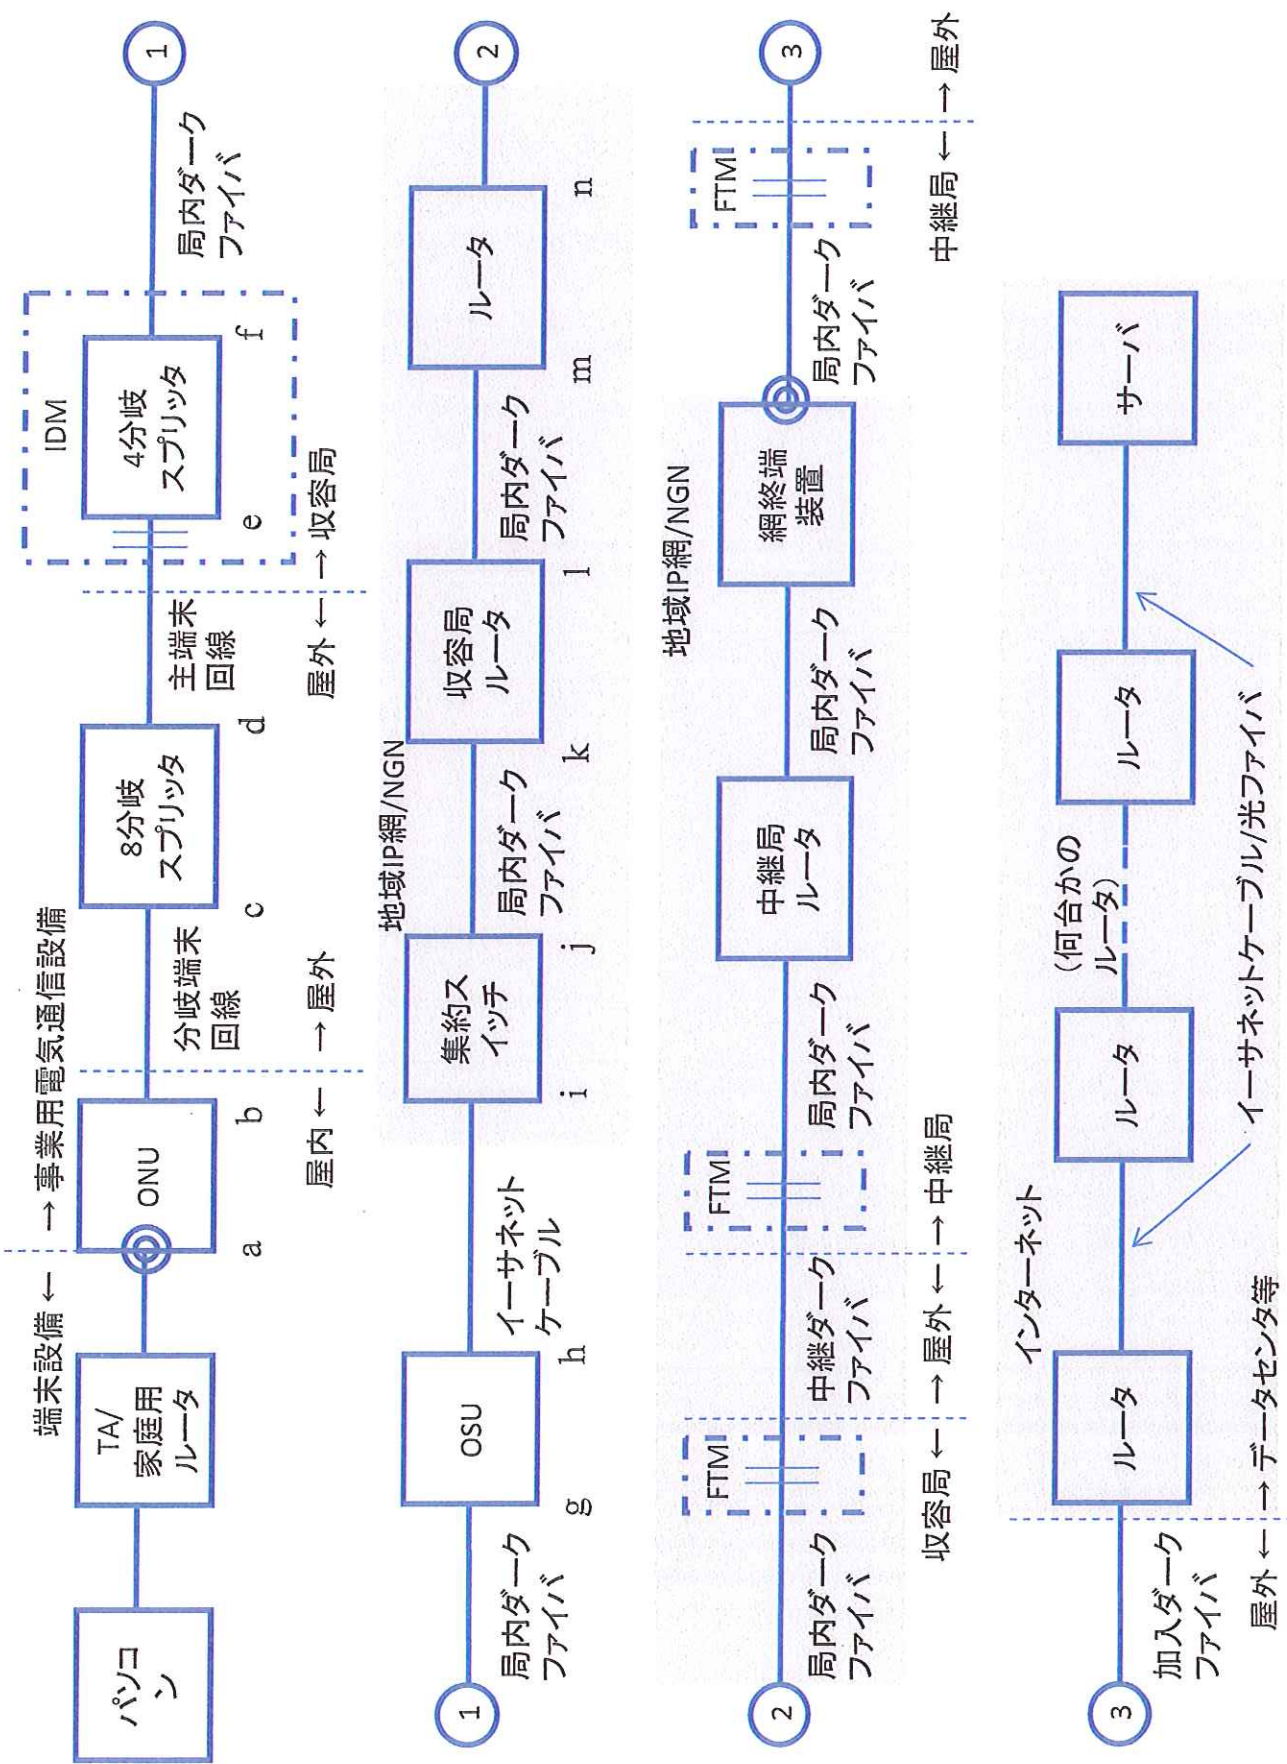 端末設備 ← → 事業用電気通信設備
パソコ
ン
TA/
家庭用
ルータ
ONU
a
b
屋内 ← → 屋外
分岐端末
回線
8分岐
スプリッタ
c
d
主端末
回線
屋外 ← → 収容局
IDM
4分岐
スプリッタ
e
f
局内ダーク
ファイバ
1
1
局内ダーク
ファイバ
OSU
g
h
イーサネット
ケーブル
地域IP網/NGN
集約ス
イッチ
i
j
局内ダーク
ファイバ
収容局
ルータ
k
l
局内ダーク
ファイバ
ルータ
m
n
2
2
局内ダーク
ファイバ
FTM
収容局 ← → 屋外 ← → 中継局
中継ダーク
ファイバ
FTM
局内ダーク
ファイバ
中継局
ルータ
局内ダーク
ファイバ
地域IP網/NGN
網終端
装置
局内ダーク
ファイバ
FTM
中継局 ← → 屋外
3
3
加入ダーク
ファイバ
屋外 ← → データセンタ等
インターネット
ルータ
ルータ
(何台かの
ルータ)
ルータ
サーバ
イーサネットケーブル/光ファイバ